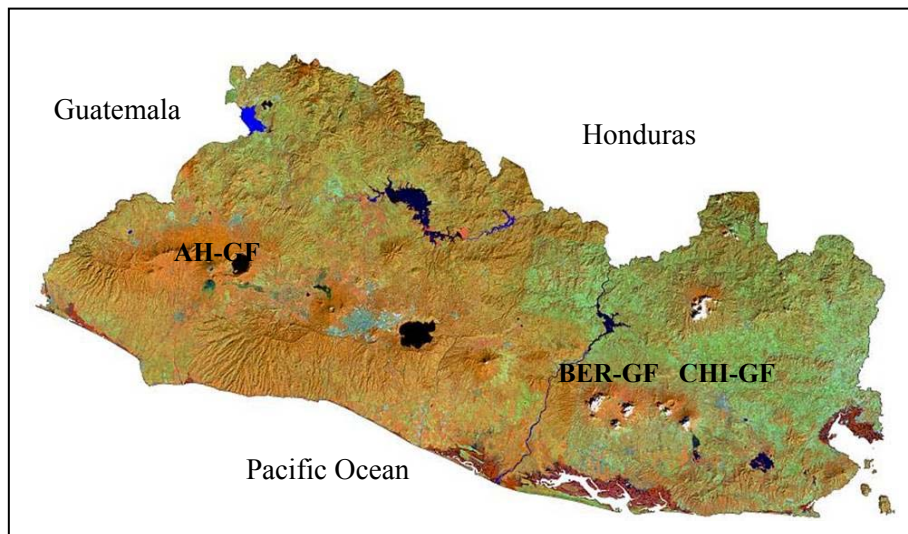 Guatemala
Honduras
AH-GF
BER-GF CHI-GF
Pacific Ocean